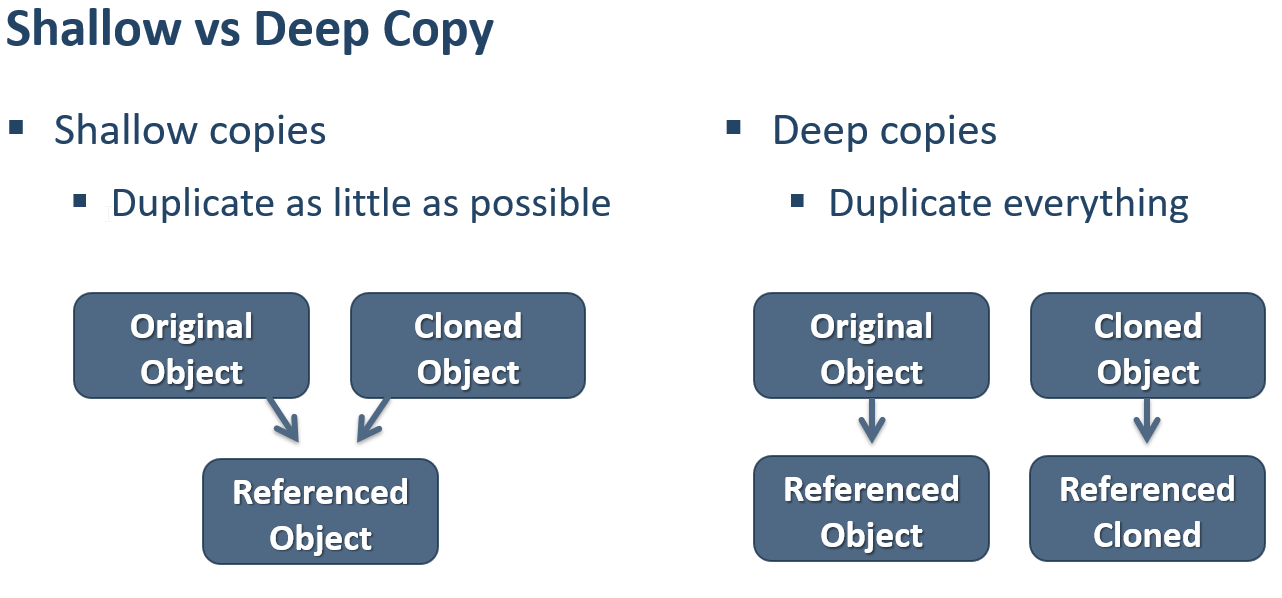 Shallow vs Deep Copy
▪ Shallow copies
▪ Duplicate as little as possible
Original
Object
Cloned
Object
Referenced
Object
▪ Deep copies
▪ Duplicate everything
Original
Object
Cloned
Object
Referenced
Object
Referenced
Cloned